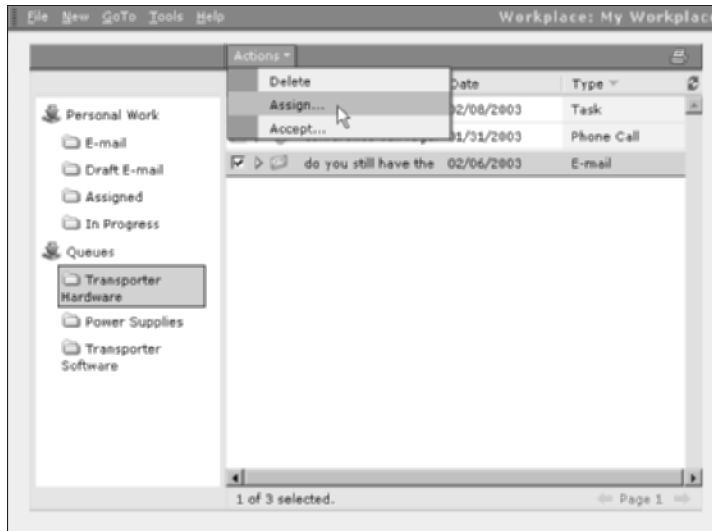 File New GoTo Tools Help
Workplace: My Workplace
Actions
Delete
Assign...
Accept...
Date Type
02/08/2003 Task
01/31/2003 Phone Call
do you still have the 02/06/2003 E-mail
Personal Work
E-mail
Draft E-mail
Assigned
In Progress
Queues
Transporter
Hardware
Power Supplies
Transporter
Software
1 of 3 selected.
Page 1